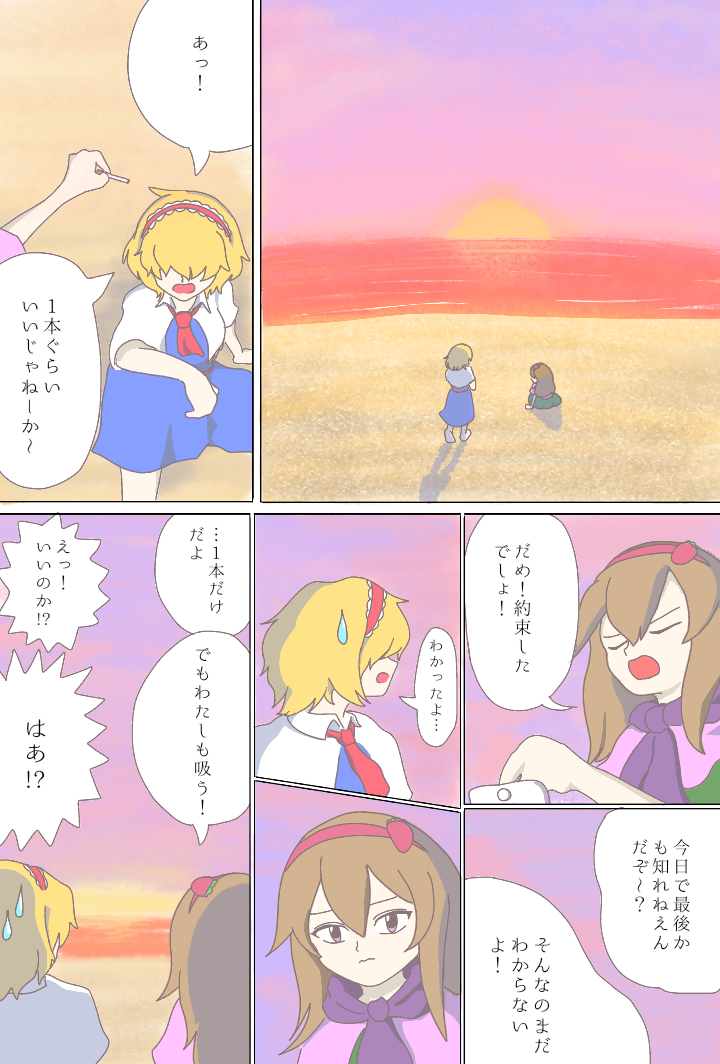 あっ！
1本ぐらい
いいじゃねーか〜
だめ！約束した
でしょ！
今日で最後か
も知れねえん
だぞ〜？
そんなのまだ
わからない
よ！
わかったよ…
…1本だけ
だよ
でもわたしも吸う！
えっ！
いいのか!?
はぁ!?